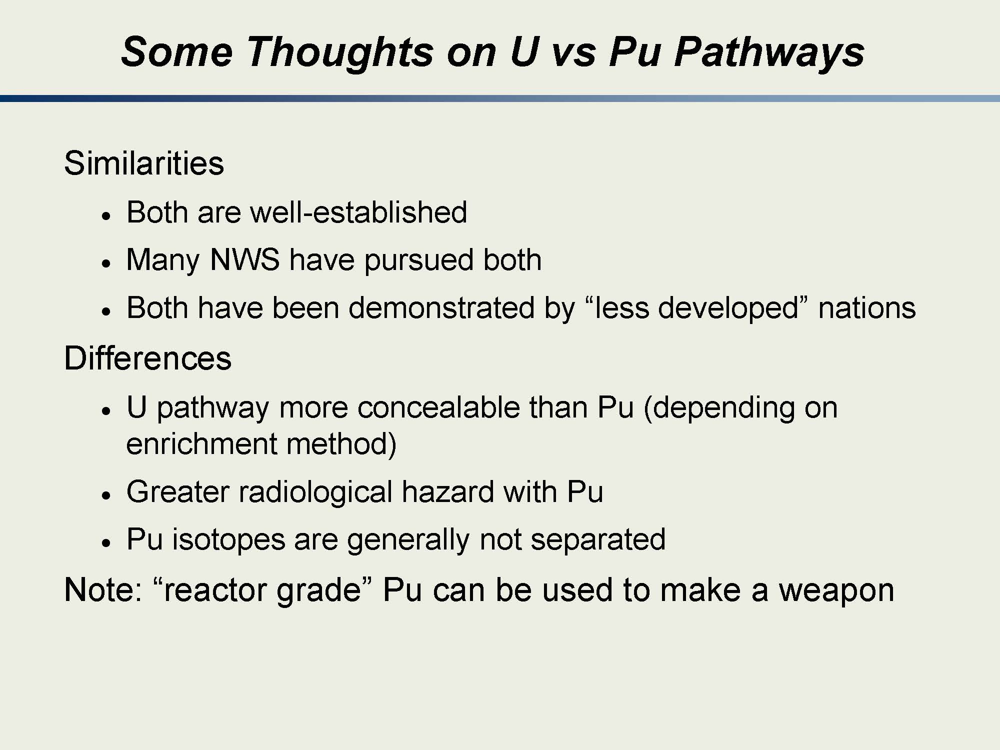 Some Thoughts on U vs Pu Pathways
Similarities
• Both are well-established
• Many NWS have pursued both
• Both have been demonstrated by “less developed” nations
Differences
• U pathway more concealable than Pu (depending on
enrichment method)
• Greater radiological hazard with Pu
• Pu isotopes are generally not separated
Note: “reactor grade” Pu can be used to make a weapon